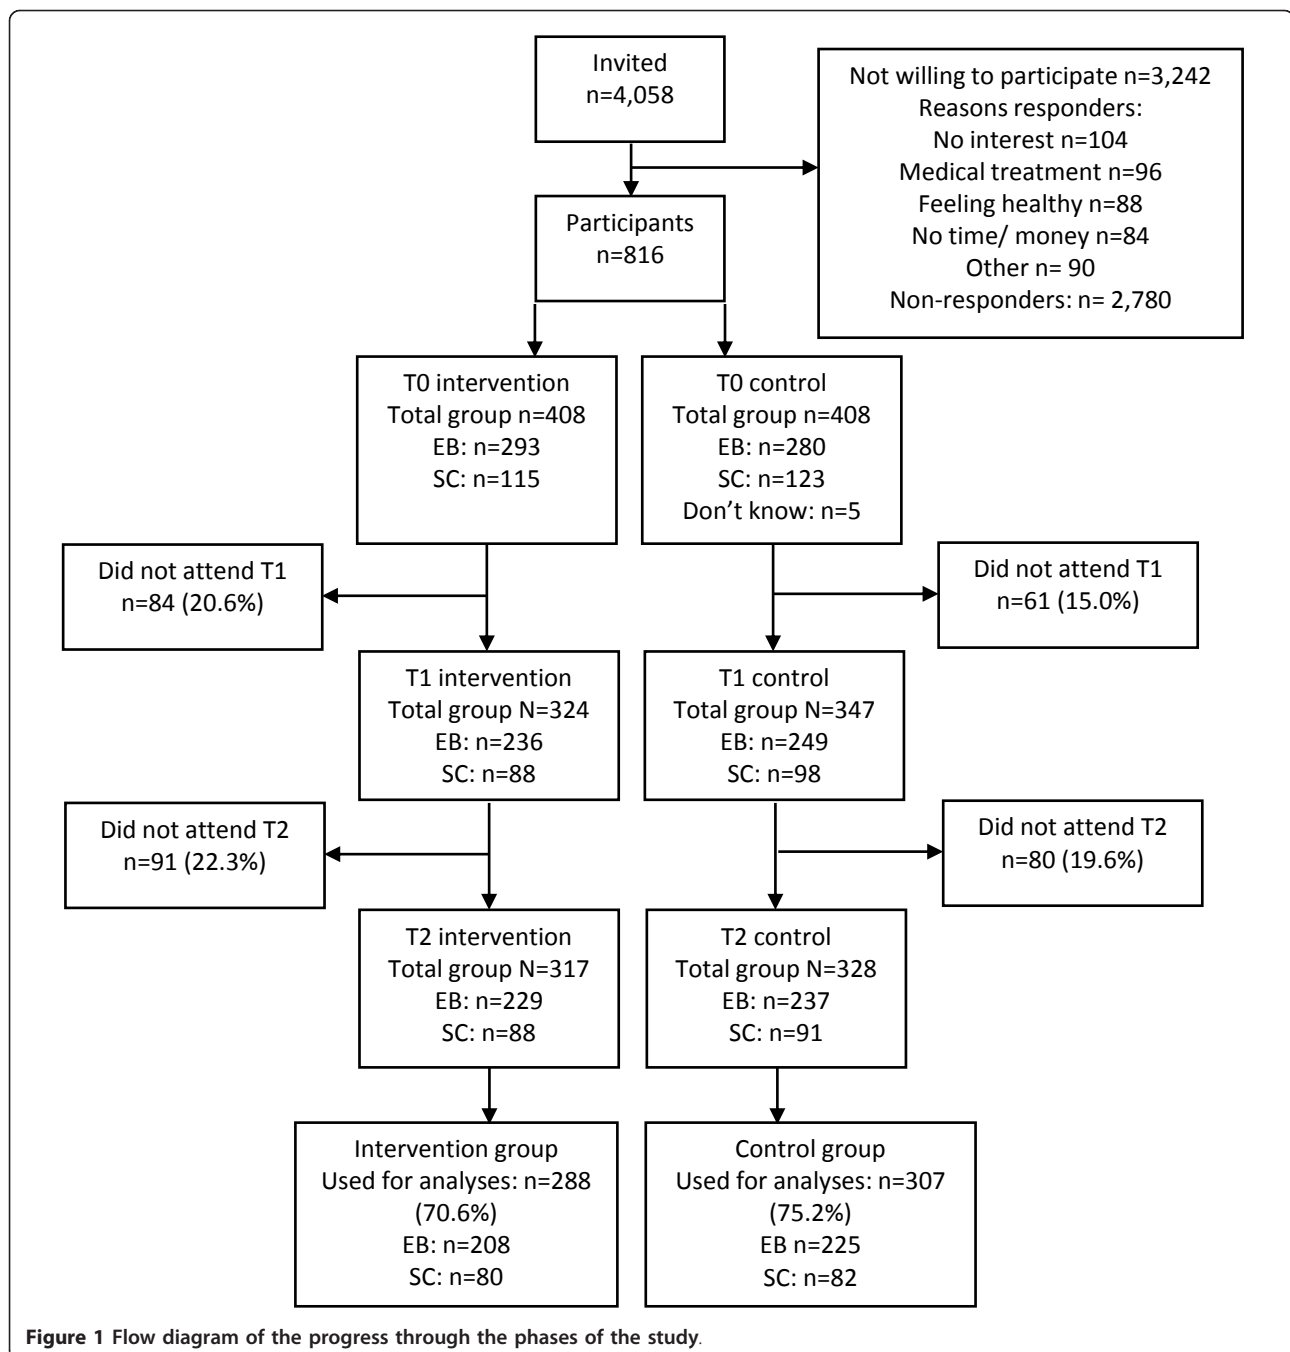 Invited
n=4,058
Not willing to participate n=3,242
Reasons responders:
No interest n=104
Medical treatment n=96
Feeling healthy n=88
No time/ money n=84
Other n= 90
Non-responders: n= 2,780
Participants
n=816
T0 intervention
Total group n=408
EB: n=293
SC: n=115
T0 control
Total group n=408
EB: n=280
SC: n=123
Don’t know: n=5
Did not attend T1
n=84 (20.6%)
Did not attend T1
n=61 (15.0%)
T1 intervention
Total group N=324
EB: n=236
SC: n=88
T1 control
Total group N=347
EB: n=249
SC: n=98
Did not attend T2
n=91 (22.3%)
Did not attend T2
n=80 (19.6%)
T2 intervention
Total group N=317
EB: n=229
SC: n=88
T2 control
Total group N=328
EB: n=237
SC: n=91
Intervention group
Used for analyses: n=288
(70.6%)
EB: n=208
SC: n=80
Control group
Used for analyses: n=307
(75.2%)
EB n=225
SC: n=82
Figure 1 Flow diagram of the progress through the phases of the study.